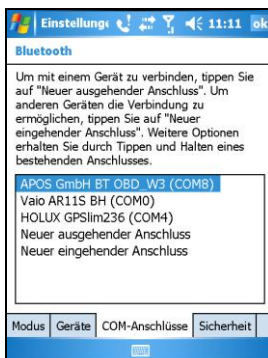 Einstellunge 11:11 ok
Bluetooth
Um mit einem Gerät zu verbinden, tippen Sie
auf "Neuer ausgehender Anschluss". Um
anderen Geräten die Verbindung zu
ermöglichen, tippen Sie auf "Neuer
eingehender Anschluss". Weitere Optionen
erhalten Sie durch Tippen und Halten eines
bestehenden Anschlusses.
APOS GmbH BT OBD_W3 (COM8)
Vaio AR11S BH (COM0)
HOLUX GPSlim236 (COM4)
Neuer ausgehender Anschluss
Neuer eingehender Anschluss
Modus Geräte COM-Anschlüsse Sicherheit